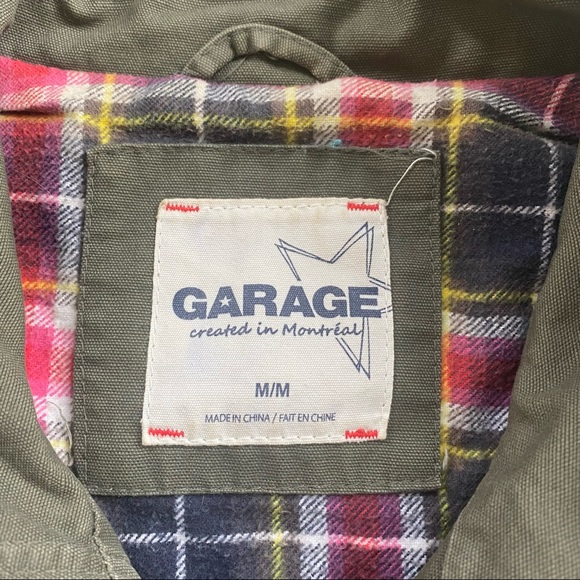 GARAGE
created in Montréal
M/M
MADE IN CHINA / FAIT EN CHINE